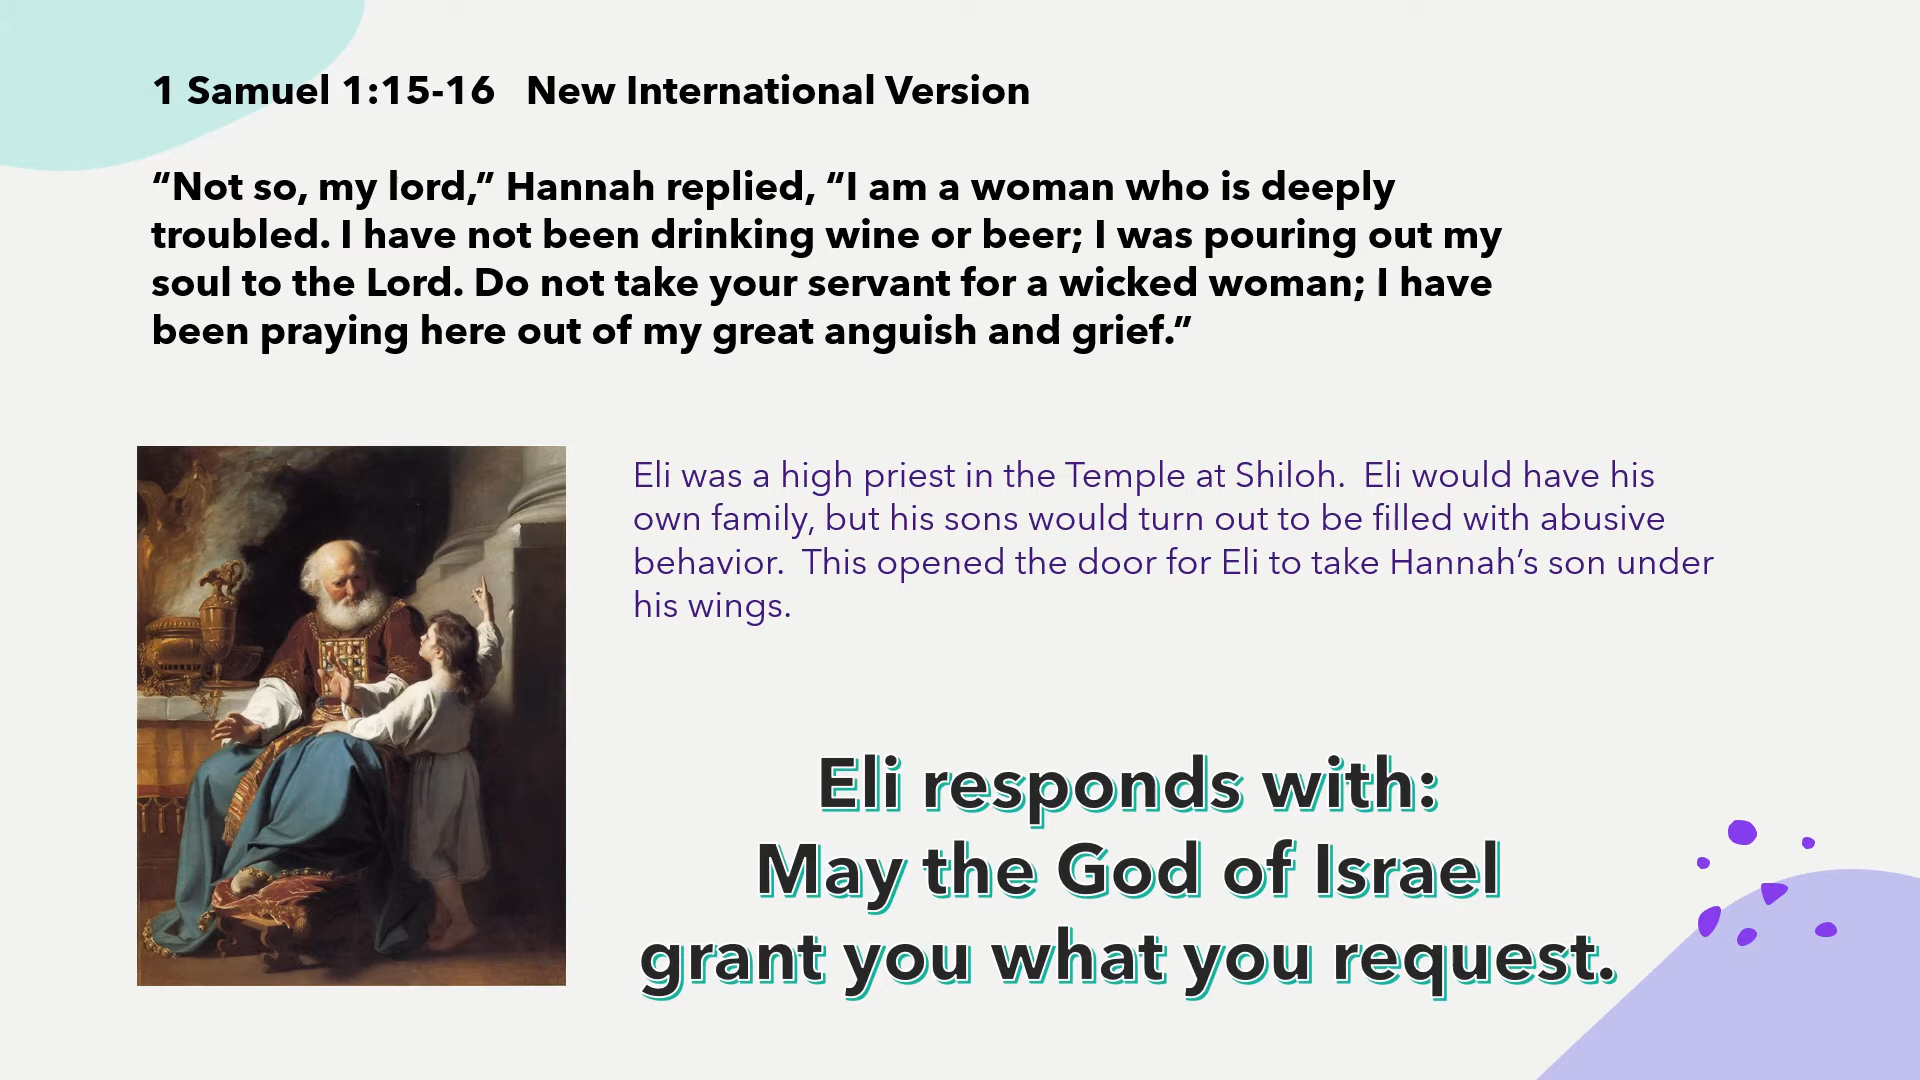 1 Samuel 1:15-16   New International Version
“Not so, my lord,” Hannah replied, “I am a woman who is deeply
troubled. I have not been drinking wine or beer; I was pouring out my
soul to the Lord. Do not take your servant for a wicked woman; I have
been praying here out of my great anguish and grief.”
Eli was a high priest in the Temple at Shiloh.  Eli would have his
own family, but his sons would turn out to be filled with abusive
behavior.  This opened the door for Eli to take Hannah’s son under
his wings.
Eli responds with:
May the God of Israel
grant you what you request.